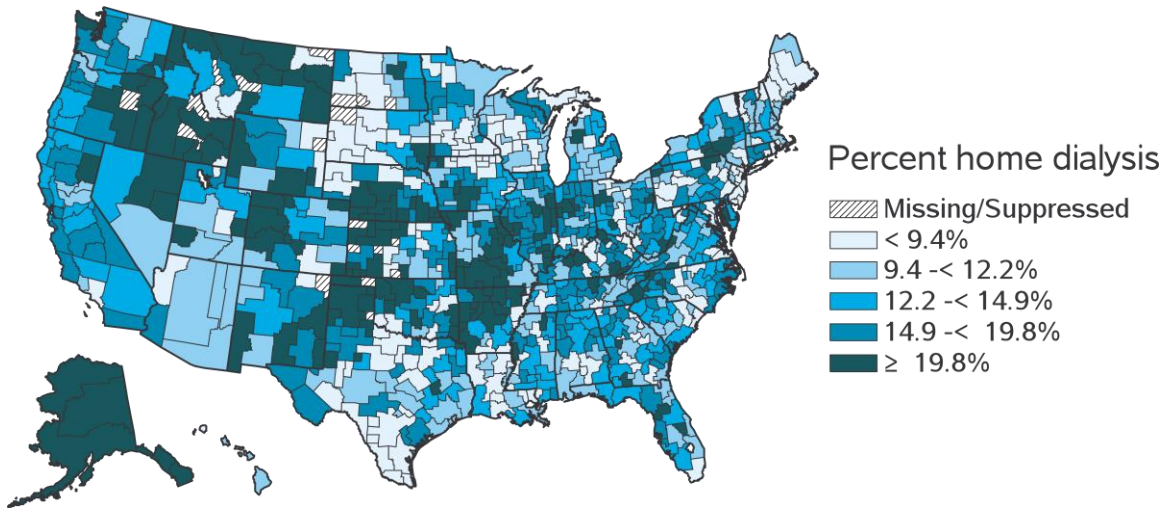 Percent home dialysis
Missing/Suppressed
< 9.4%
9.4 -< 12.2%
12.2 -< 14.9%
14.9 -< 19.8%
≥ 19.8%